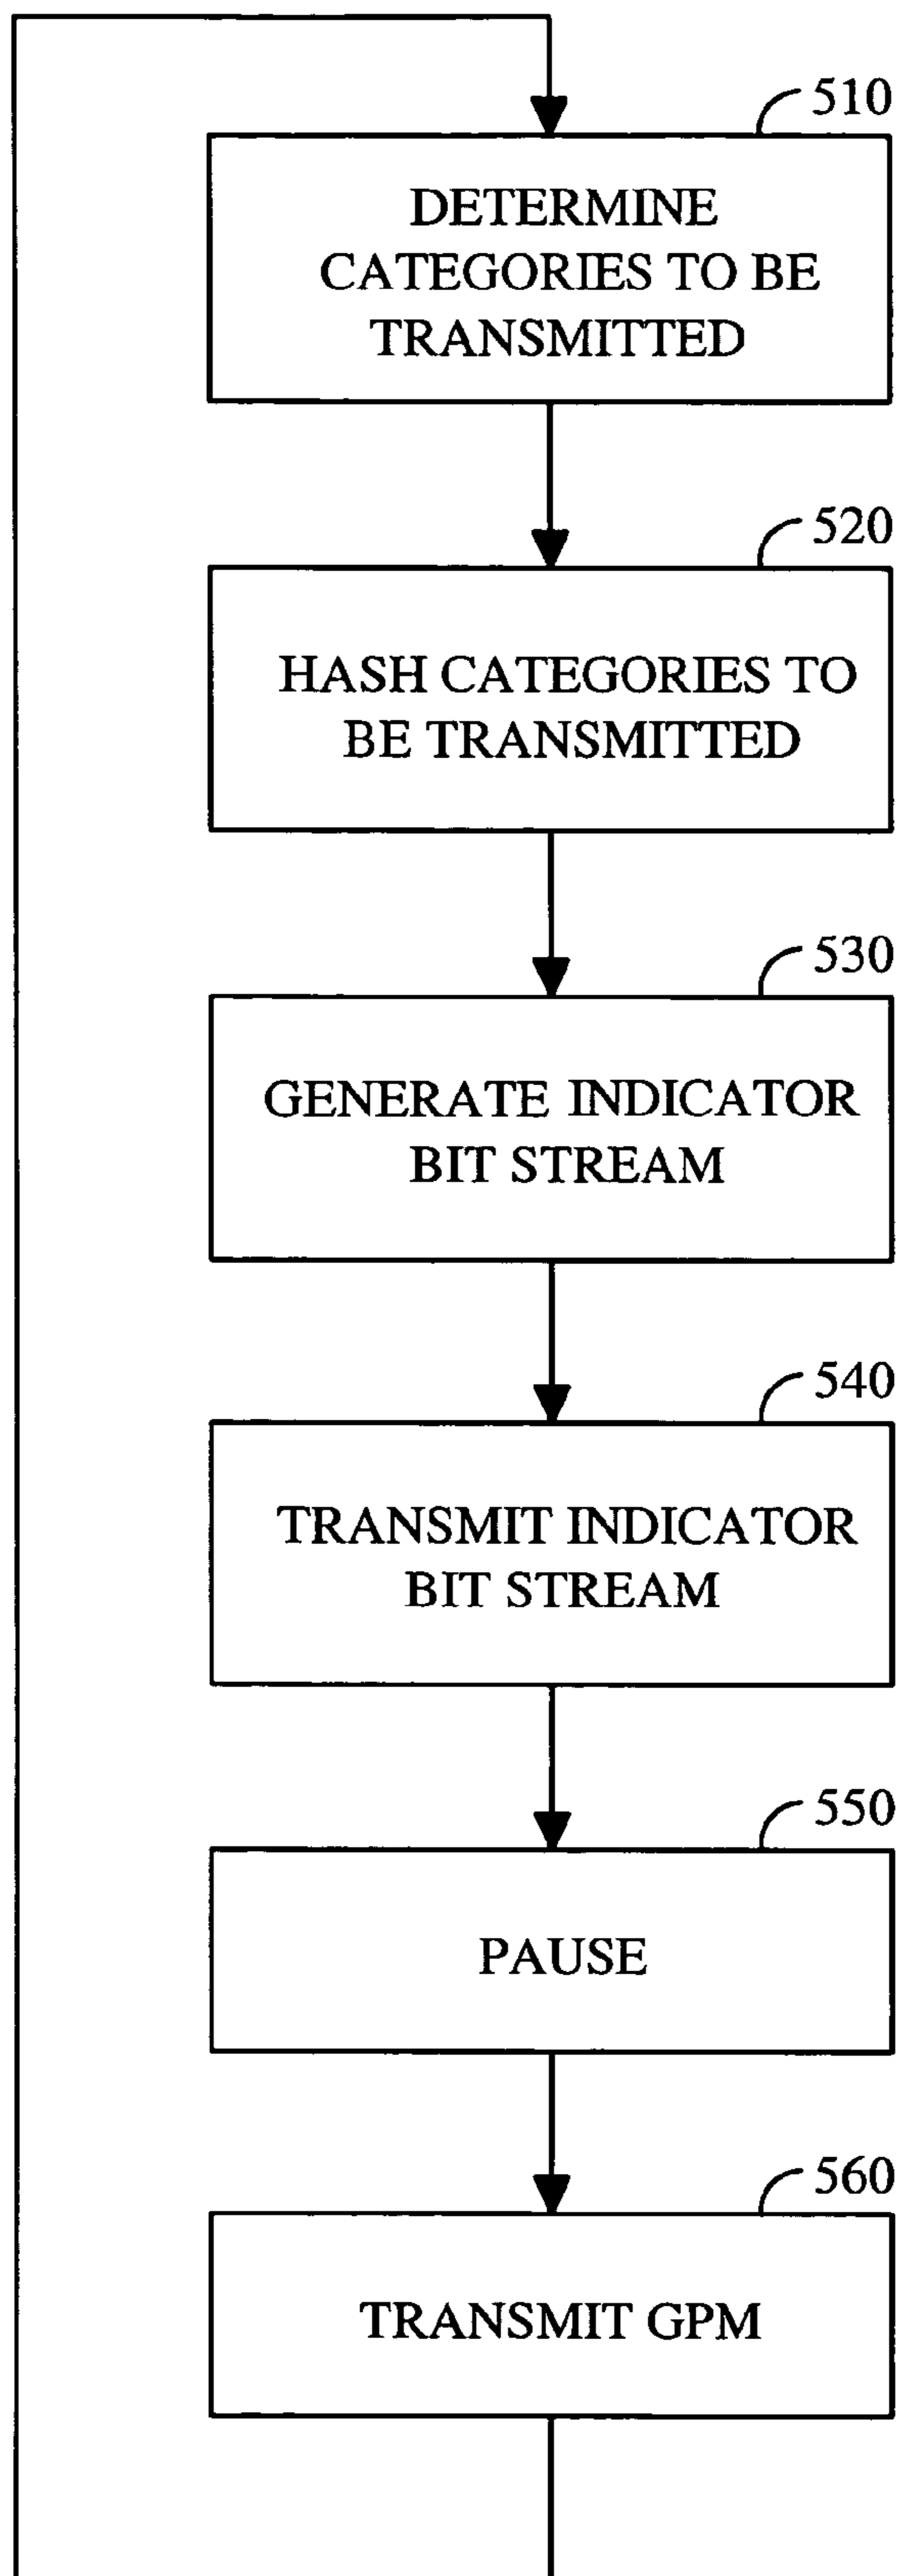 510
DETERMINE
CATEGORIES TO BE
TRANSMITTED
520
HASH CATEGORIES TO
BE TRANSMITTED
530
GENERATE INDICATOR
BIT STREAM
540
TRANSMIT INDICATOR
BIT STREAM
550
PAUSE
560
TRANSMIT GPM